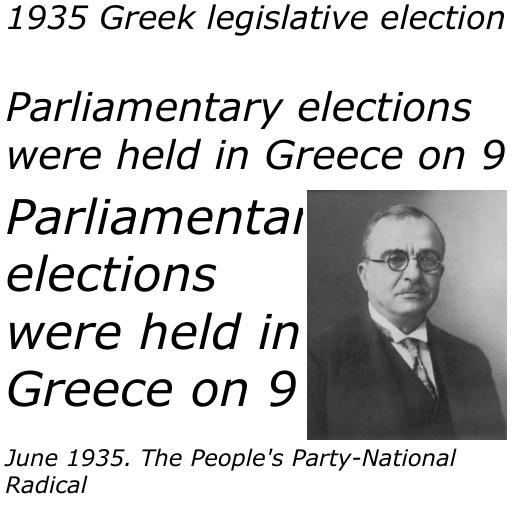 1935 Greek legislative election
Parliamentary elections
were held in Greece on 9
Parliamentar
elections
were held in
Greece on 9
June 1935. The People's Party-National
Radical